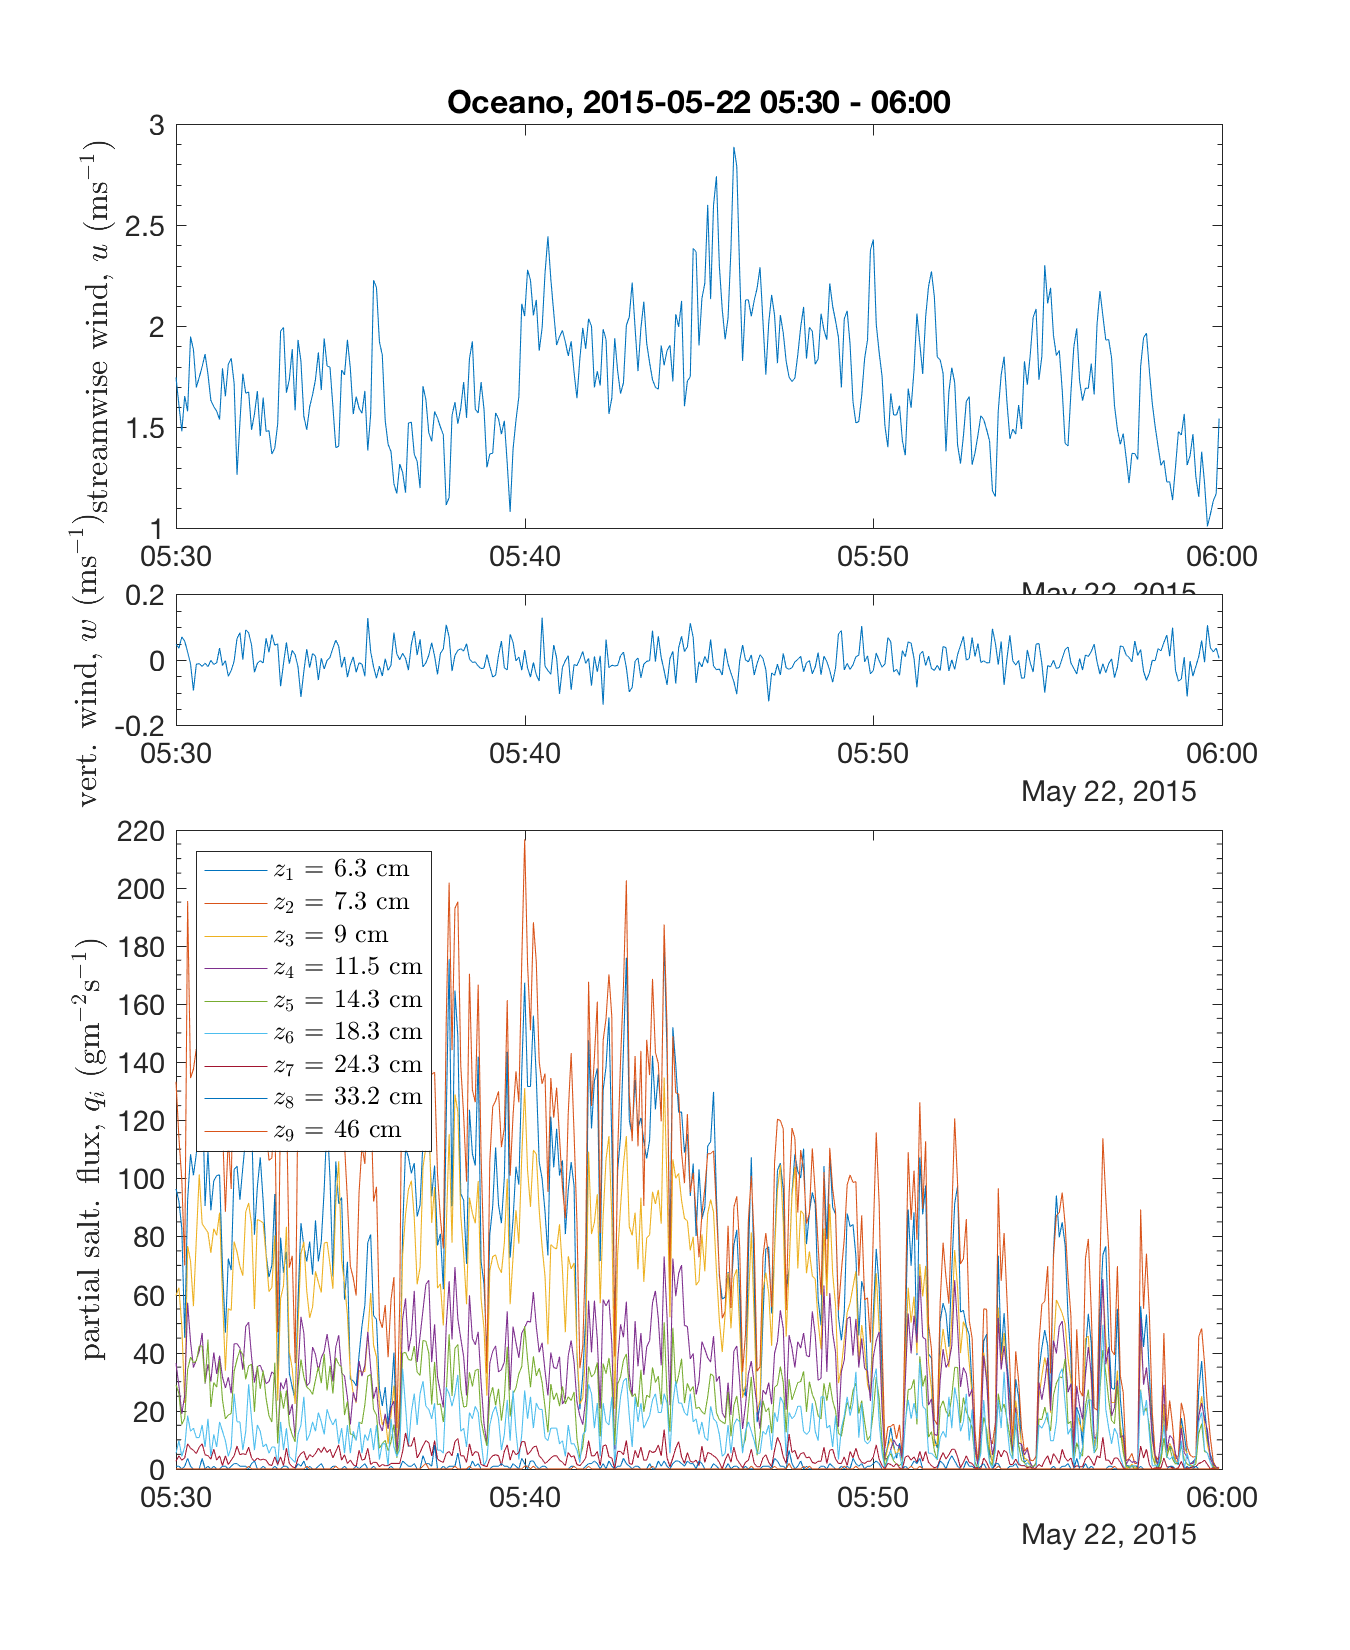 Oceano, 2015-05-22 05:30 - 06:00
streamwise wind, u (ms⁻¹)
3
2.5
2
1.5
1
05:30 05:40 05:50 06:00
May 22, 2015
vert. wind, w (ms⁻¹)
0.2
0
-0.2
05:30 05:40 05:50 06:00
May 22, 2015
partial salt. flux, qᵢ (gm⁻²s⁻¹)
220
200
180
160
140
120
100
80
60
40
20
0
z₁ = 6.3 cm
z₂ = 7.3 cm
z₃ = 9 cm
z₄ = 11.5 cm
z₅ = 14.3 cm
z₆ = 18.3 cm
z₇ = 24.3 cm
z₈ = 33.2 cm
z₉ = 46 cm
05:30 05:40 05:50 06:00
May 22, 2015